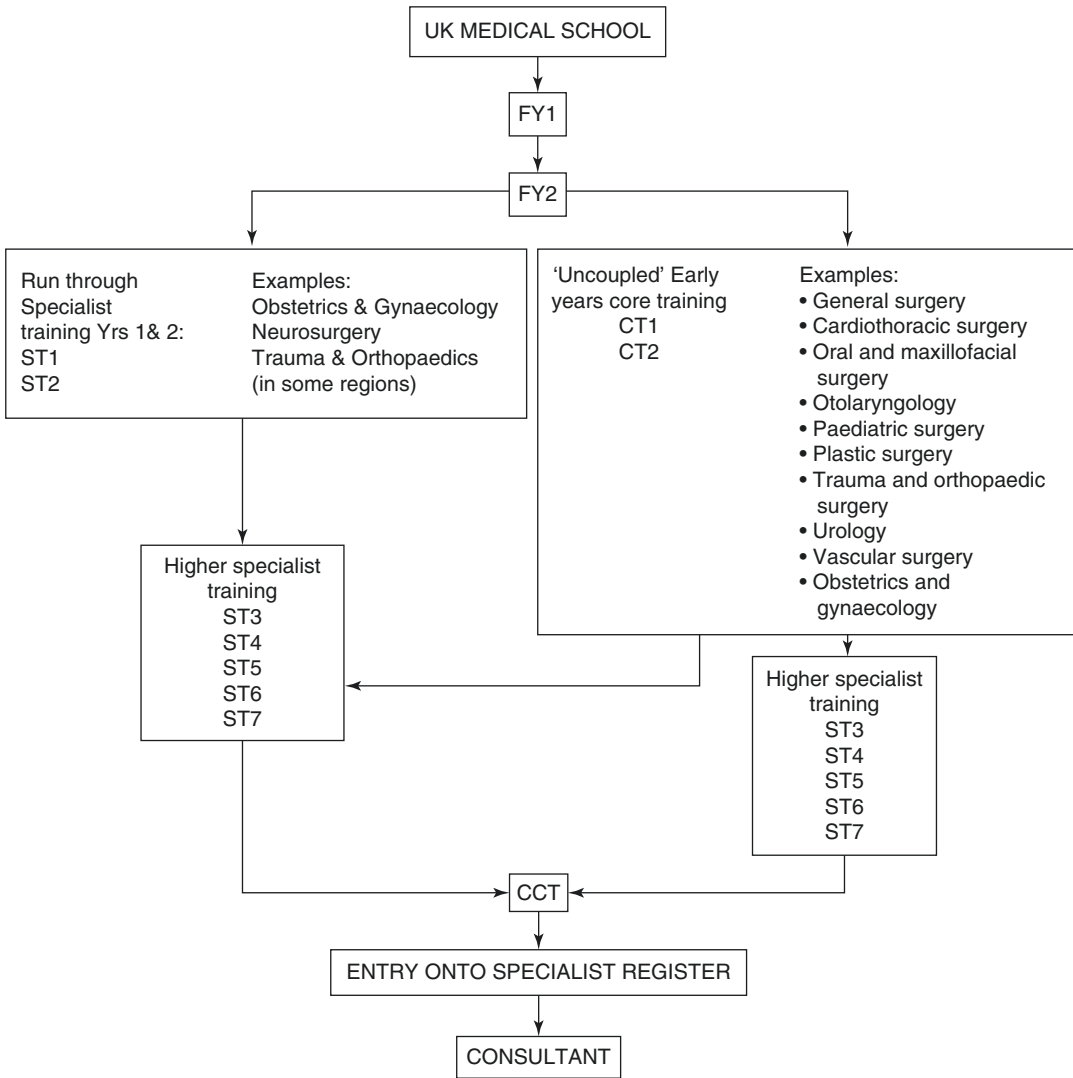 UK MEDICAL SCHOOL
FY1
FY2
Run through
Specialist
training Yrs 1& 2:
ST1
ST2
Examples:
Obstetrics & Gynaecology
Neurosurgery
Trauma & Orthopaedics
(in some regions)
‘Uncoupled’ Early
years core training
CT1
CT2
Examples:
• General surgery
• Cardiothoracic surgery
• Oral and maxillofacial
surgery
• Otolaryngology
• Paediatric surgery
• Plastic surgery
• Trauma and orthopaedic
surgery
• Urology
• Vascular surgery
• Obstetrics and
gynaecology
Higher specialist
training
ST3
ST4
ST5
ST6
ST7
Higher specialist
training
ST3
ST4
ST5
ST6
ST7
CCT
ENTRY ONTO SPECIALIST REGISTER
CONSULTANT